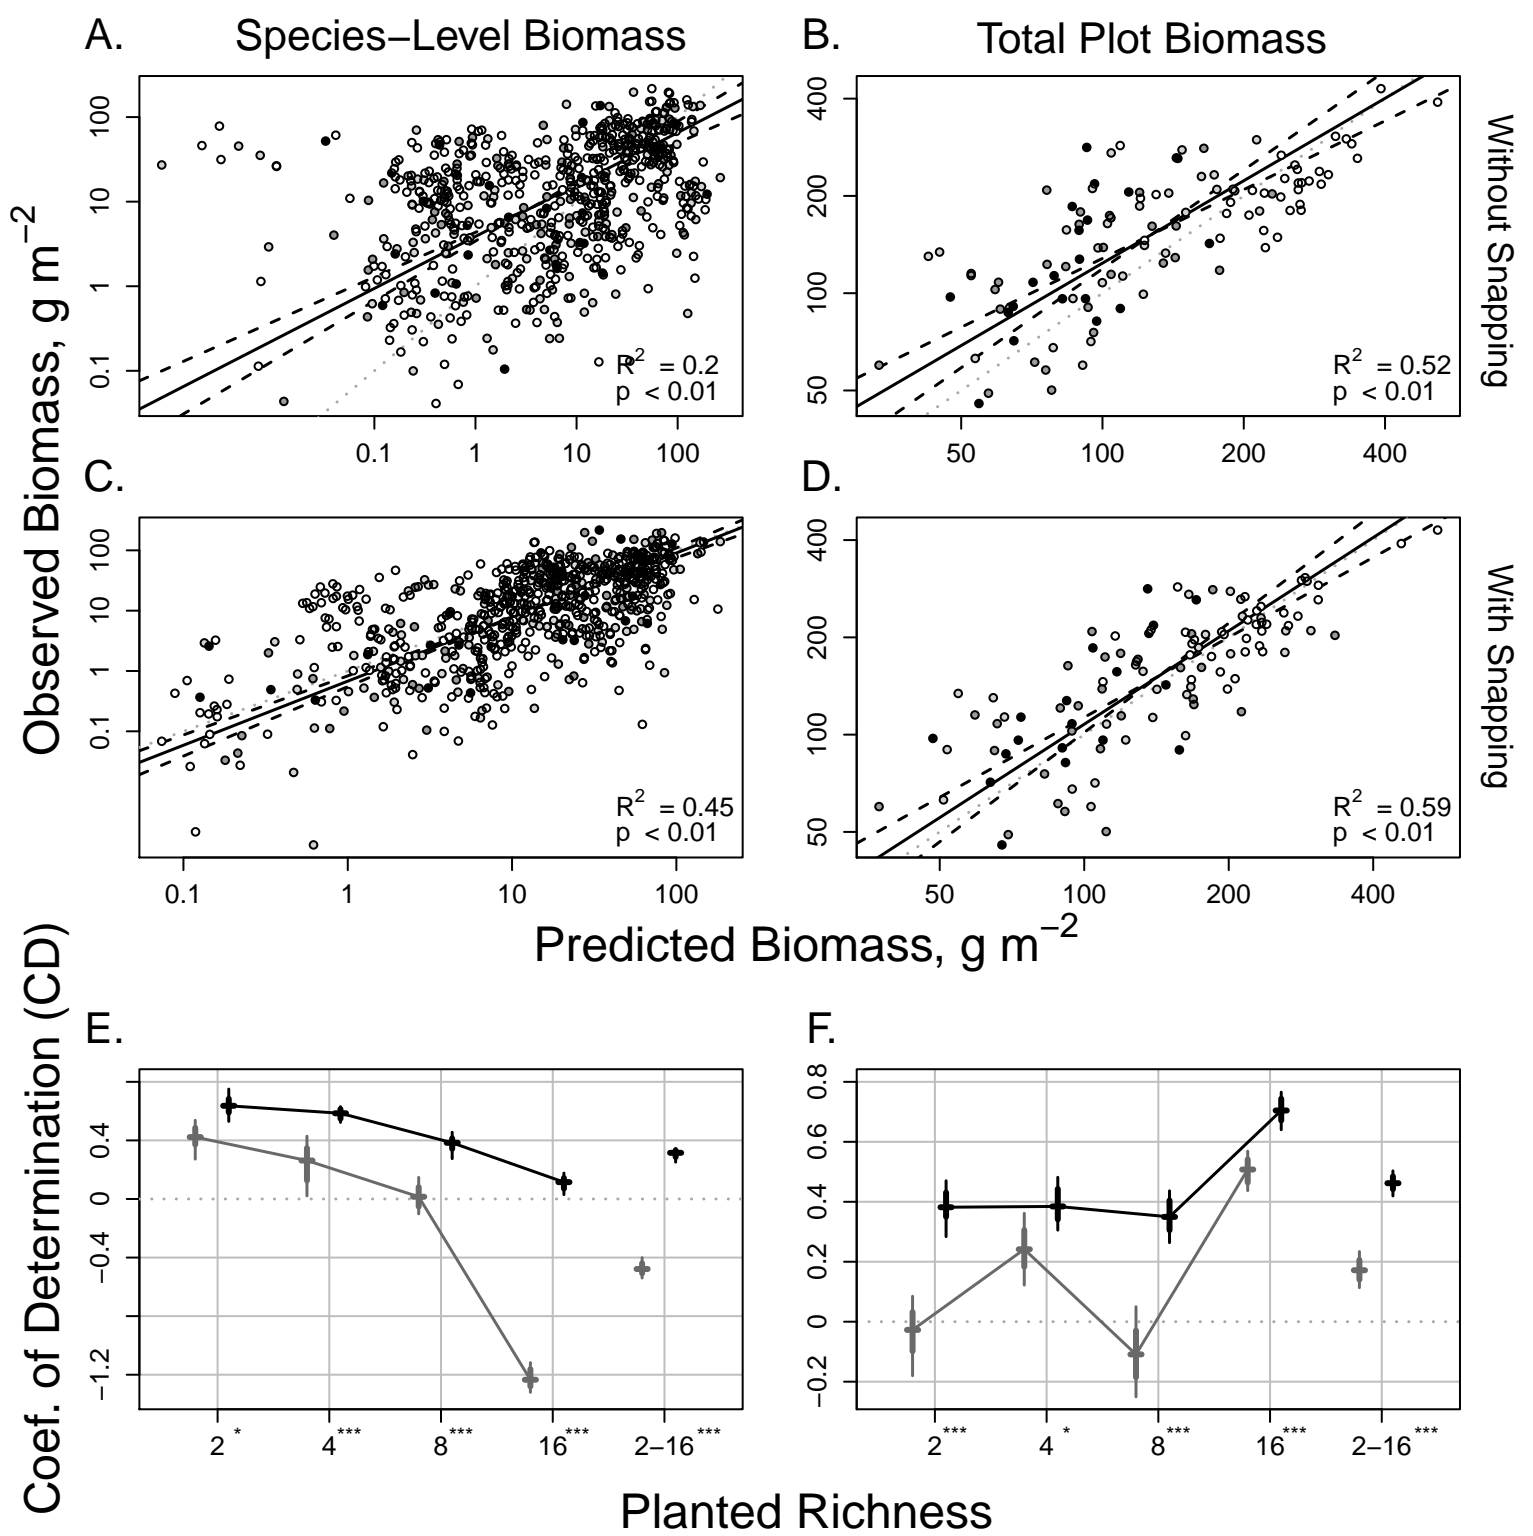 A.
Species−Level Biomass
B.
Total Plot Biomass
100
10
1
0.1
R2 = 0.2
p < 0.01
0.1 1 10 100
400
200
100
50
R2 = 0.52
p < 0.01
50 100 200 400
Without Snapping
Observed Biomass, g m−2
C.
D.
100
10
1
0.1
R2 = 0.45
p < 0.01
0.1 1 10 100
400
200
100
50
R2 = 0.59
p < 0.01
50 100 200 400
With Snapping
Predicted Biomass, g m−2
Coef. of Determination (CD)
E.
F.
0.4
0
−0.4
−1.2
2 * 4 *** 8 *** 16 *** 2−16 ***
0.8
0.6
0.4
0.2
0
−0.2
2 *** 4 * 8 *** 16 *** 2−16 ***
Planted Richness